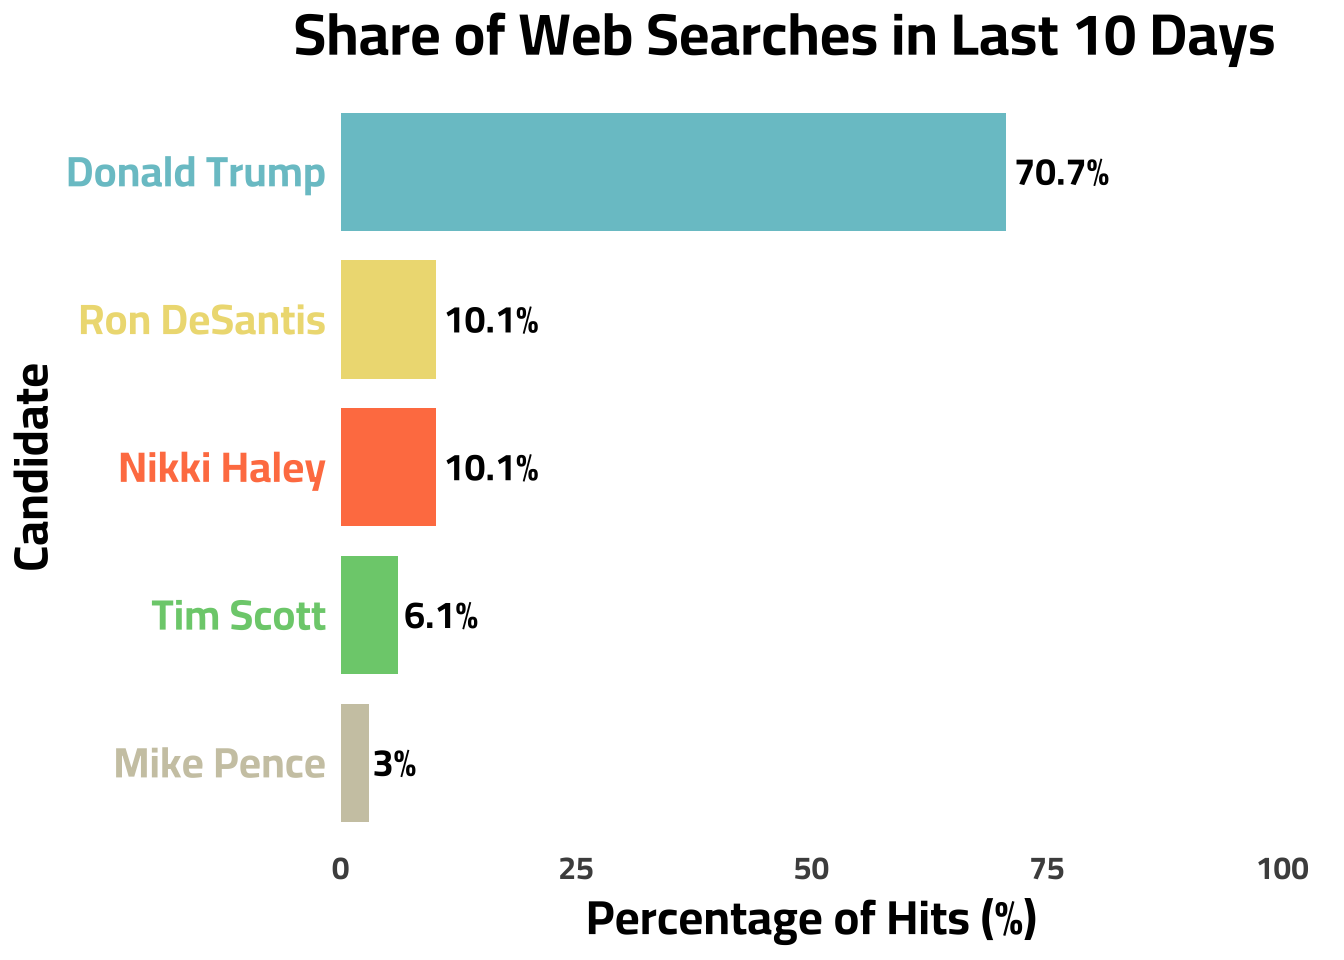 Share of Web Searches in Last 10 Days
Candidate
Donald Trump 70.7%
Ron DeSantis 10.1%
Nikki Haley 10.1%
Tim Scott 6.1%
Mike Pence 3%
0 25 50 75 100
Percentage of Hits (%)